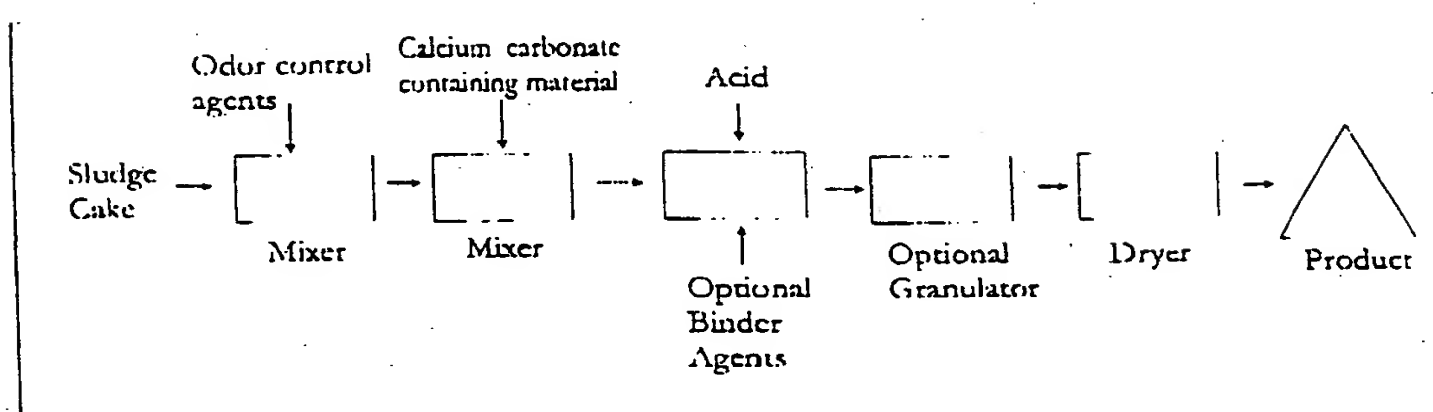 Odor control
agents
Calcium carbonate
containing material
Acid
Sludge
Cake
Mixer
Mixer
Optional
Binder
Agents
Optional
Granulator
Dryer
Product